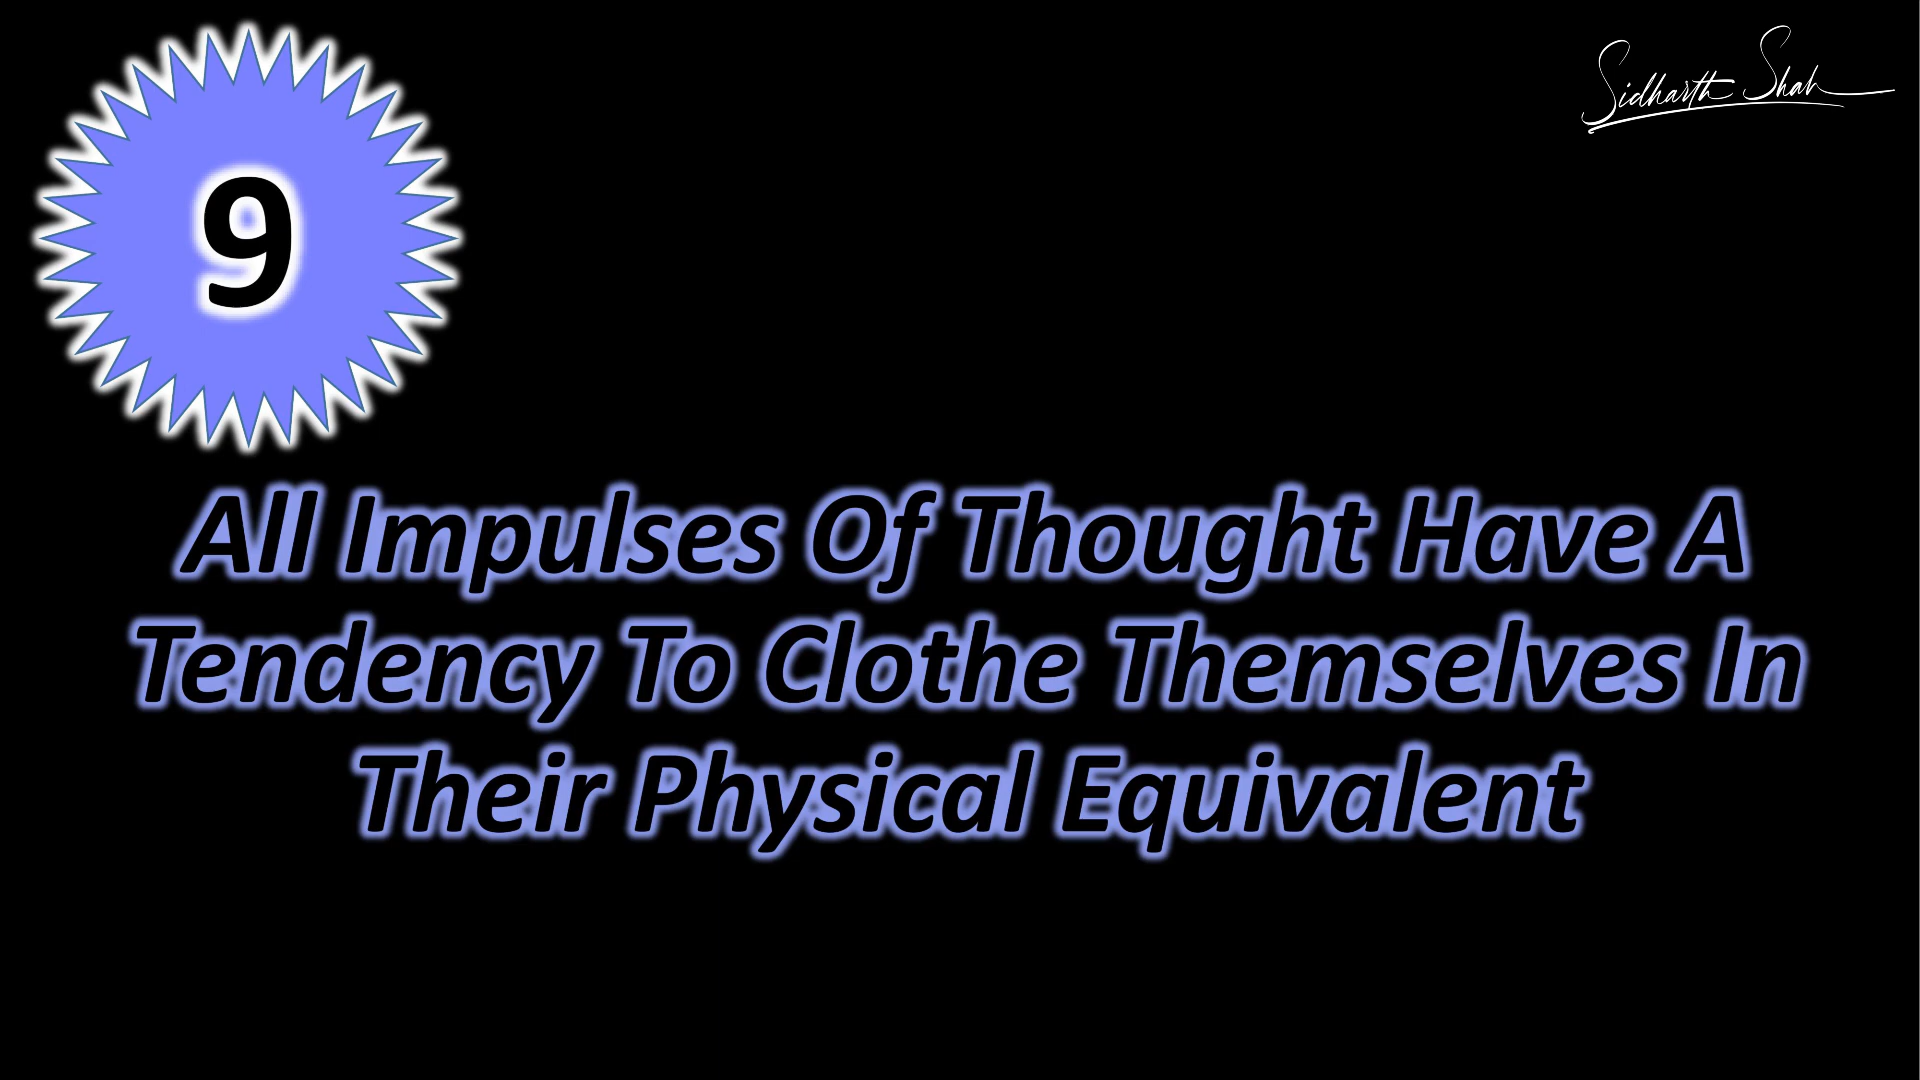 9
Sidharth Shah
All Impulses Of Thought Have A
Tendency To Clothe Themselves In
Their Physical Equivalent